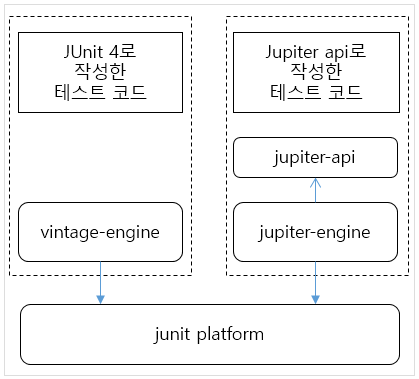 JUnit 4로
작성한
테스트 코드
vintage-engine
Jupiter api로
작성한
테스트 코드
jupiter-api
jupiter-engine
junit platform